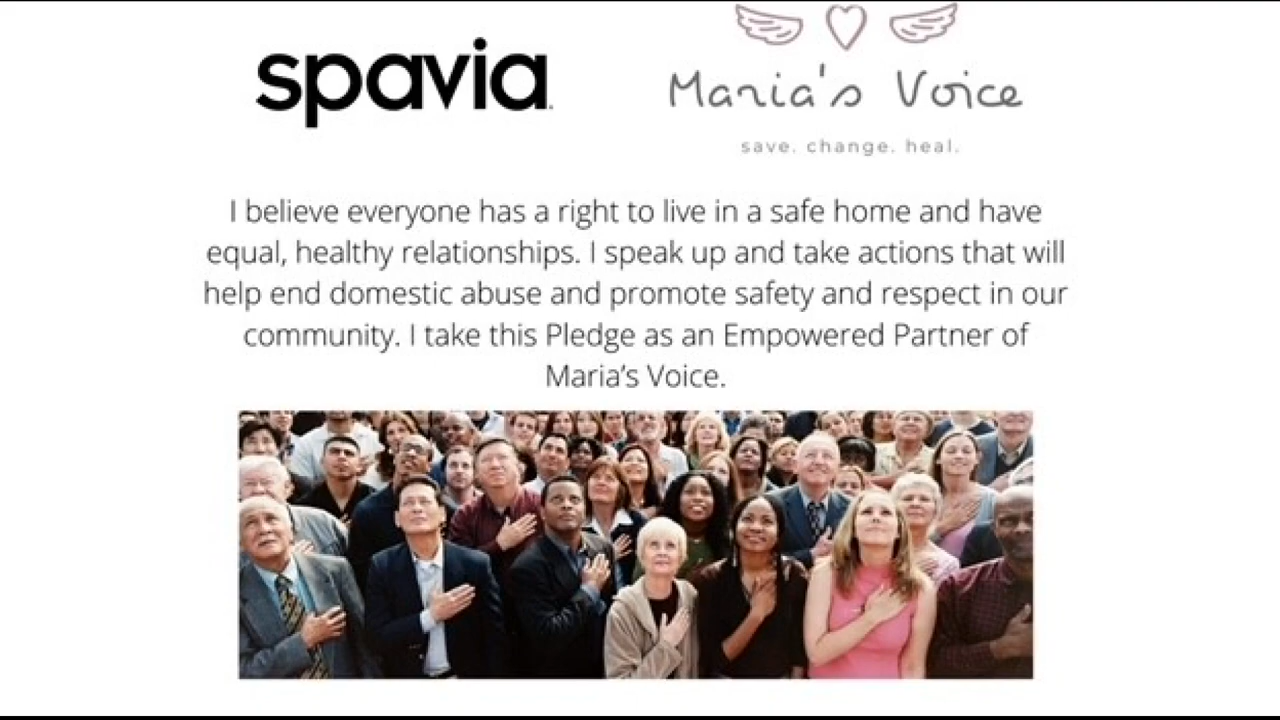 spavia
Maria's Voice
save. change. heal.
I believe everyone has a right to live in a safe home and have
equal, healthy relationships. I speak up and take actions that will
help end domestic abuse and promote safety and respect in our
community. I take this Pledge as an Empowered Partner of
Maria’s Voice.